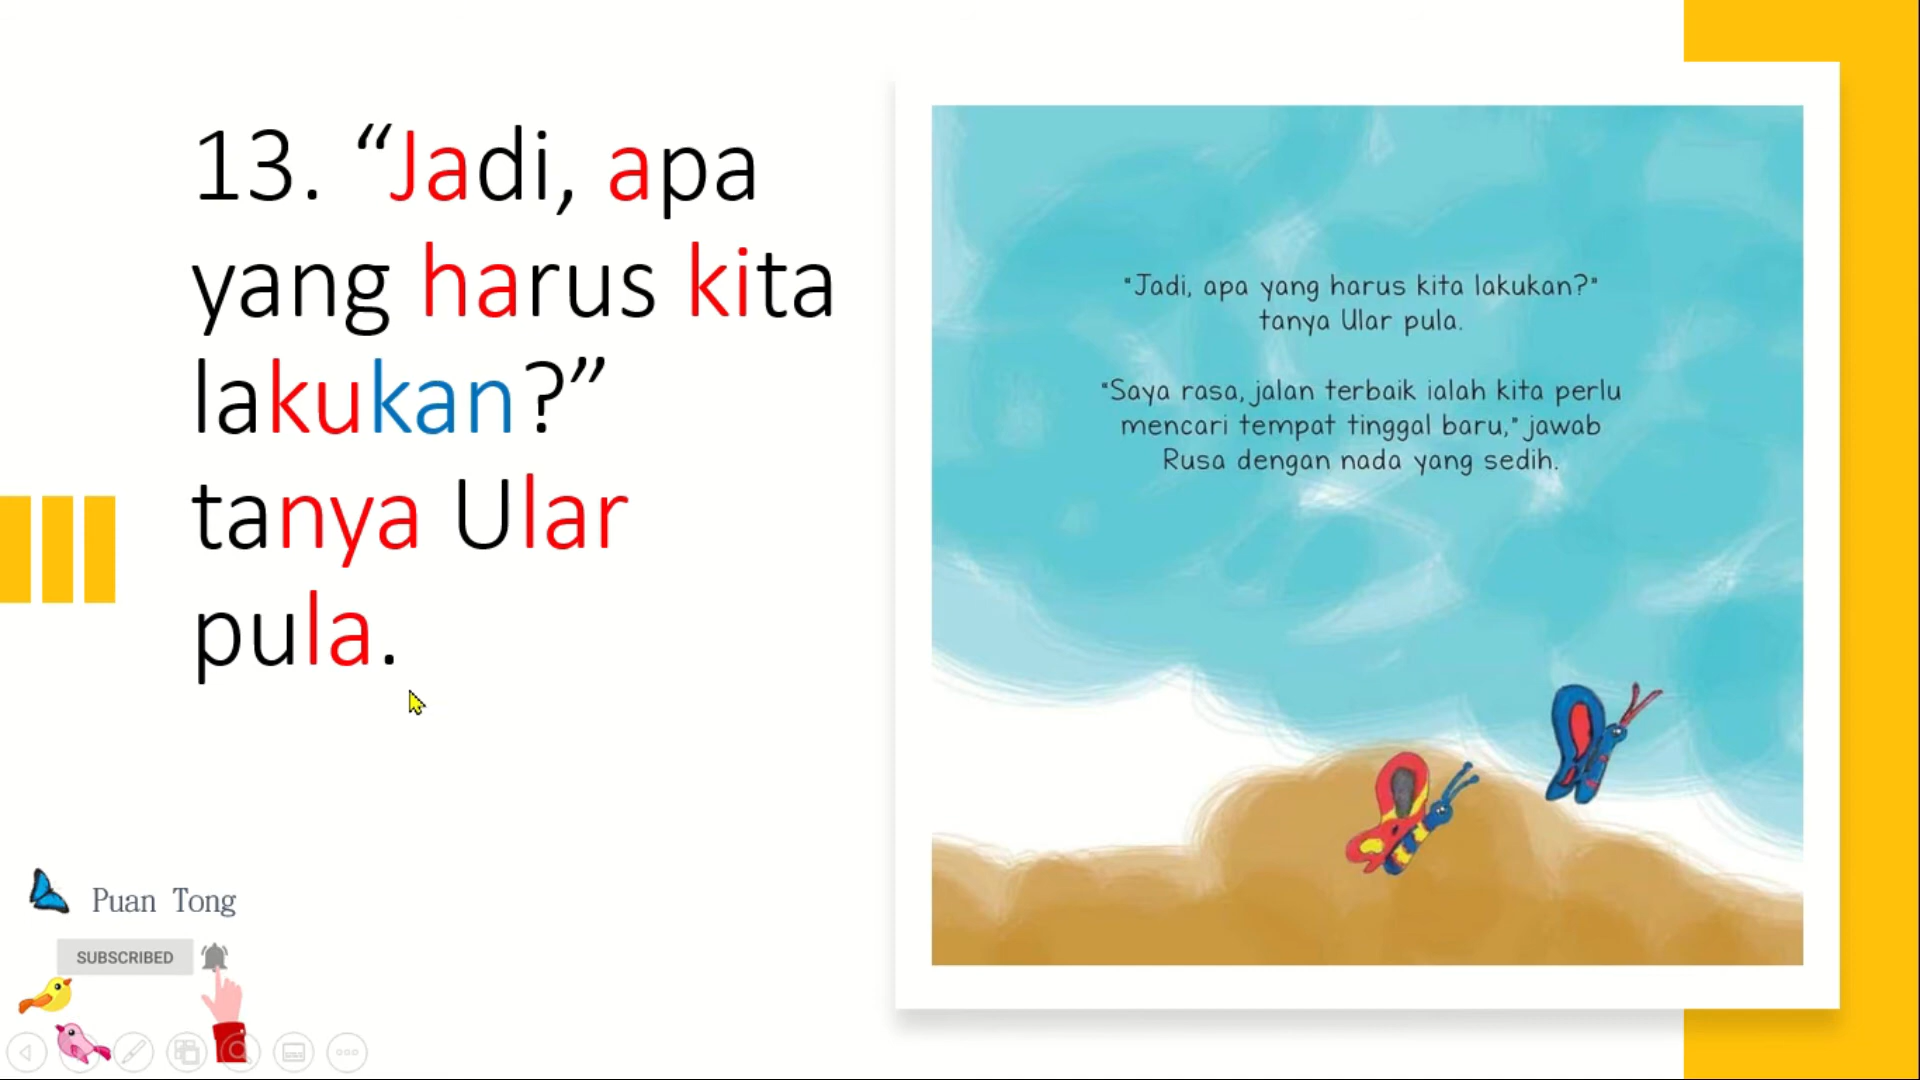 13. “Jadi, apa
yang harus kita
lakukan?”
tanya Ular
pula.
"Jadi, apa yang harus kita lakukan?"
tanya Ular pula.
"Saya rasa, jalan terbaik ialah kita perlu
mencari tempat tinggal baru," jawab
Rusa dengan nada yang sedih.
Puan Tong
SUBSCRIBED